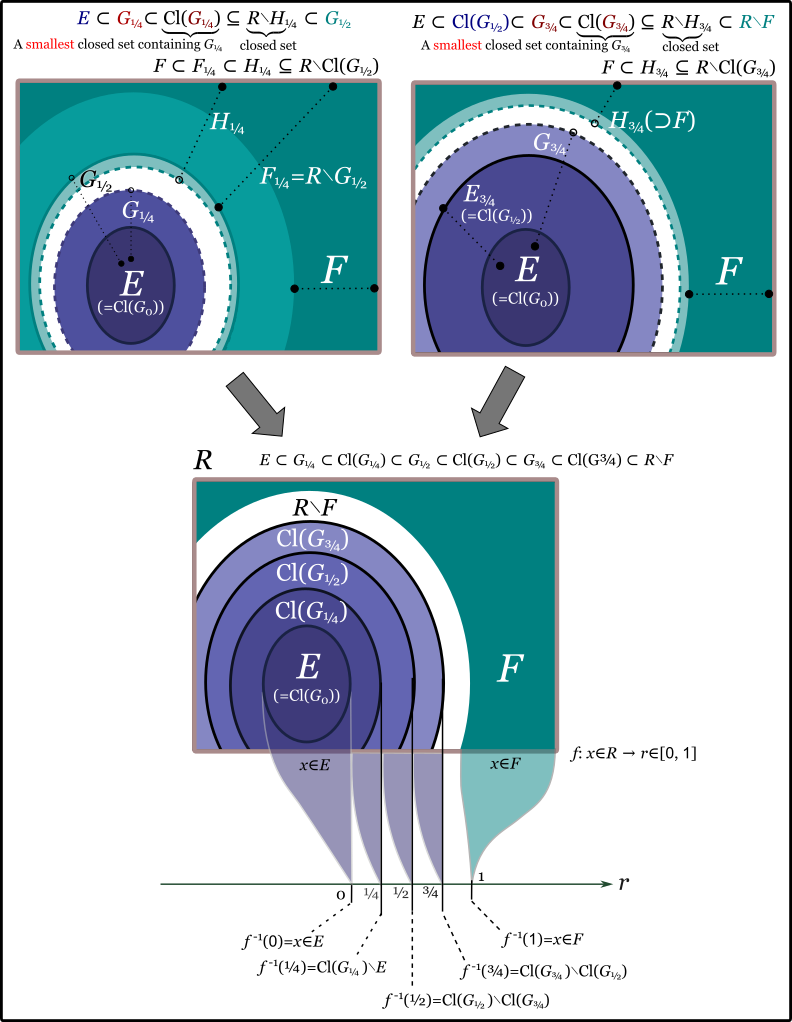 E ⊂ G₁/₄ ⊂ Cl(G₁/₄) ⊆ R∖H₁/₄ ⊂ G₁/₂
A smallest closed set containing G₁/₄ closed set
F ⊂ F₁/₄ ⊂ H₁/₄ ⊆ R∖Cl(G₁/₂)
H₁/₄
G₁/₂
F₁/₄=R∖G₁/₂
G₁/₄
E
(=Cl(G₀))
F
E ⊂ Cl(G₁/₂)⊂ G₃/₄⊂ Cl(G₃/₄) ⊆ R∖H₃/₄ ⊂ R∖F
A smallest closed set containing G₃/₄ closed set
F ⊂ H₃/₄ ⊆ R∖Cl(G₃/₄)
H₃/₄(⊃F)
G₃/₄
E₃/₄
(=Cl(G₁/₂))
E
(=Cl(G₀))
F
R
E ⊂ G₁/₄ ⊂ Cl(G₁/₄) ⊂ G₁/₂ ⊂ Cl(G₁/₂) ⊂ G₃/₄ ⊂ Cl(G3/4) ⊂ R∖F
R∖F
Cl(G₃/₄)
Cl(G₁/₂)
Cl(G₁/₄)
E
(=Cl(G₀))
F
x∈E
x∈F
f: x∈R → r∈[0, 1]
0
¼
½
¾
1
r
f⁻¹(0)=x∈E
f⁻¹(1)=x∈F
f⁻¹(¼)=Cl(G₁/₄)∖E
f⁻¹(¾)=Cl(G₃/₄)∖Cl(G₁/₂)
f⁻¹(½)=Cl(G₁/₂)∖Cl(G₃/₄)